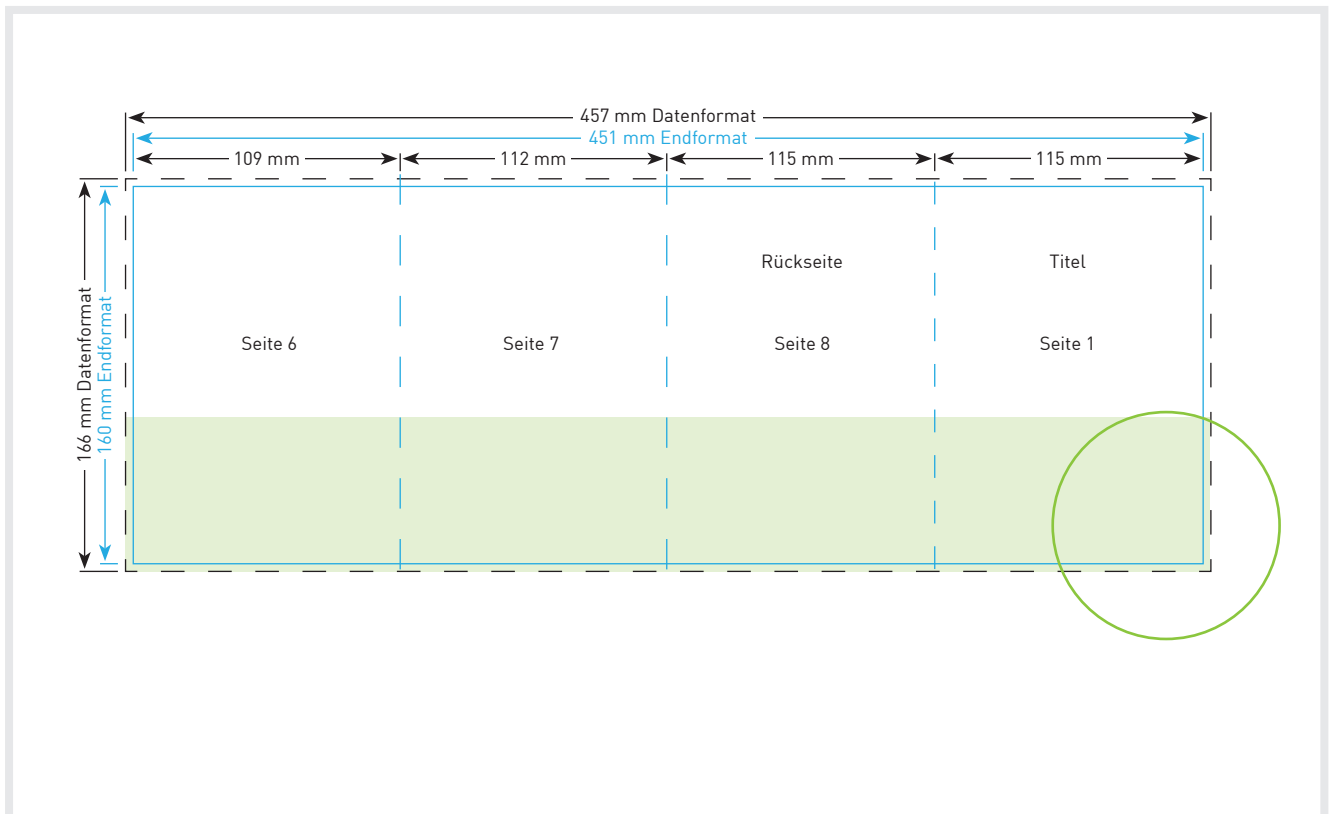 457 mm Datenformat
451 mm Endformat
109 mm
112 mm
115 mm
115 mm
166 mm Datenformat
160 mm Endformat
Rückseite
Titel
Seite 6
Seite 7
Seite 8
Seite 1